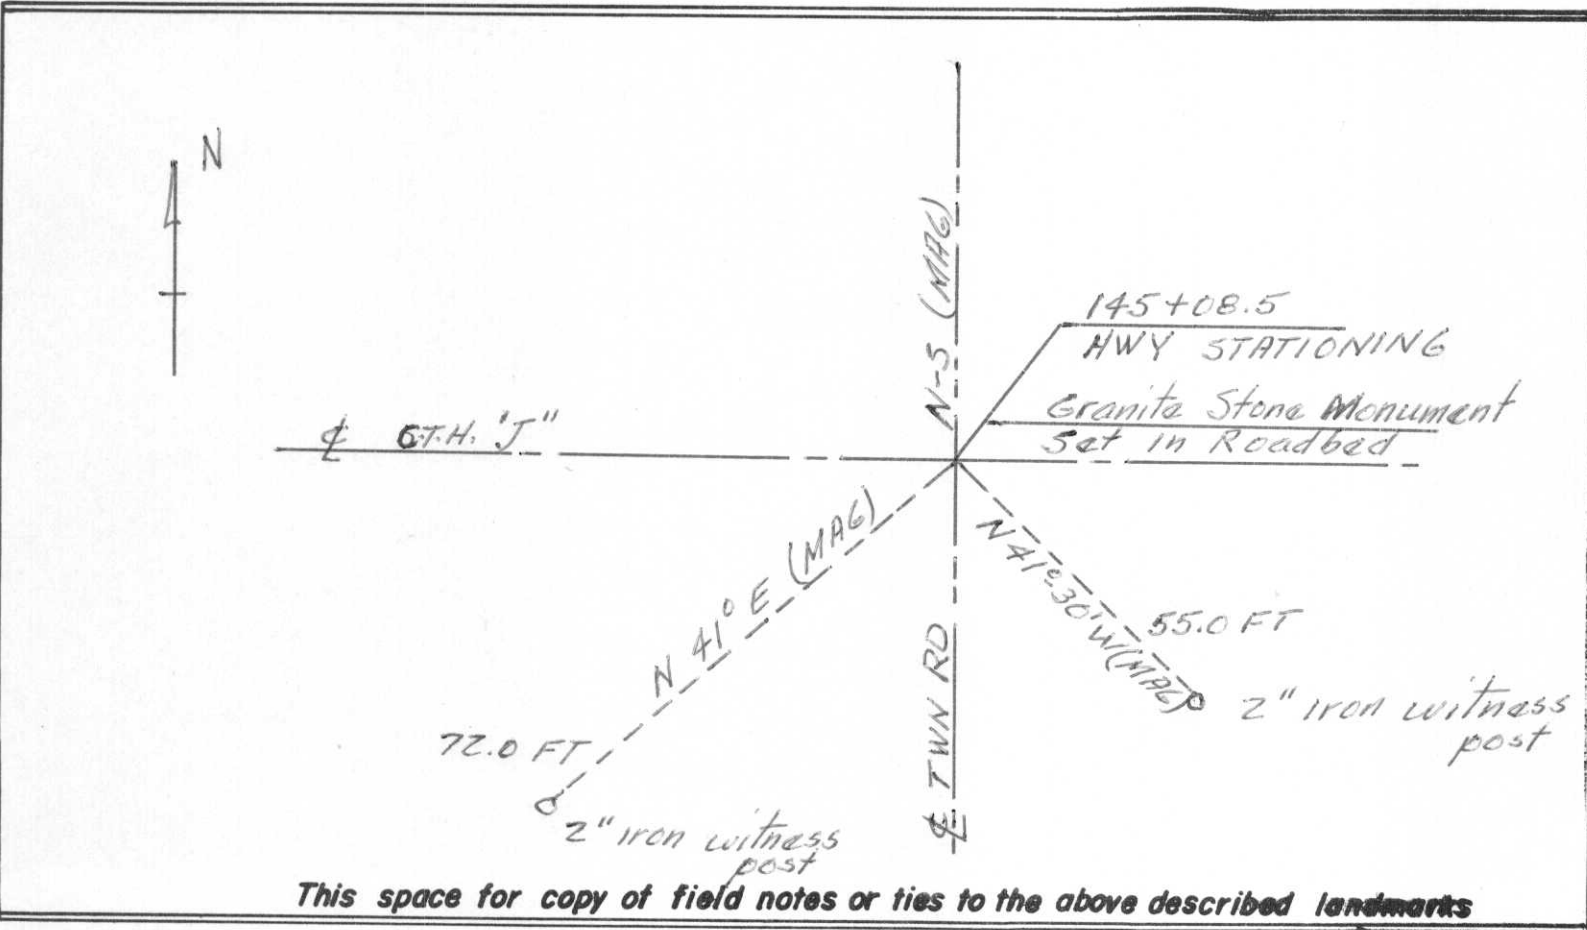 N
N-S (MAG)
145+08.5
HWY STATIONING
Granite Stone Monument
Set in Roadbed
℄ C.T.H. 'J"
N 41° E (MAG)
N 41° 30' W (MAG)
55.0 FT
2" iron witness
post
72.0 FT
2" iron witness
post
℄ TWN RD
This space for copy of field notes or ties to the above described landmarks